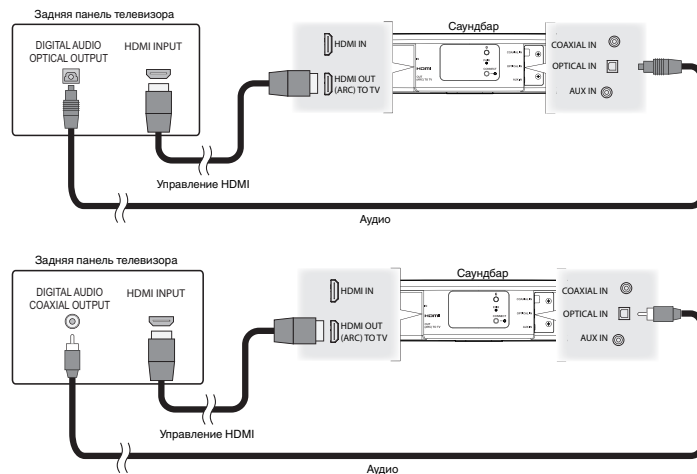 Задняя панель телевизора
Саундбар
DIGITAL AUDIO
OPTICAL OUTPUT
HDMI INPUT
HDMI IN
HDMI OUT
(ARC) TO TV
HDMI
COAXIAL IN
OPTICAL IN
AUX IN
Управление HDMI
Аудио
Задняя панель телевизора
Саундбар
DIGITAL AUDIO
COAXIAL OUTPUT
HDMI INPUT
HDMI IN
HDMI OUT
(ARC) TO TV
HDMI
COAXIAL IN
OPTICAL IN
AUX IN
Управление HDMI
Аудио